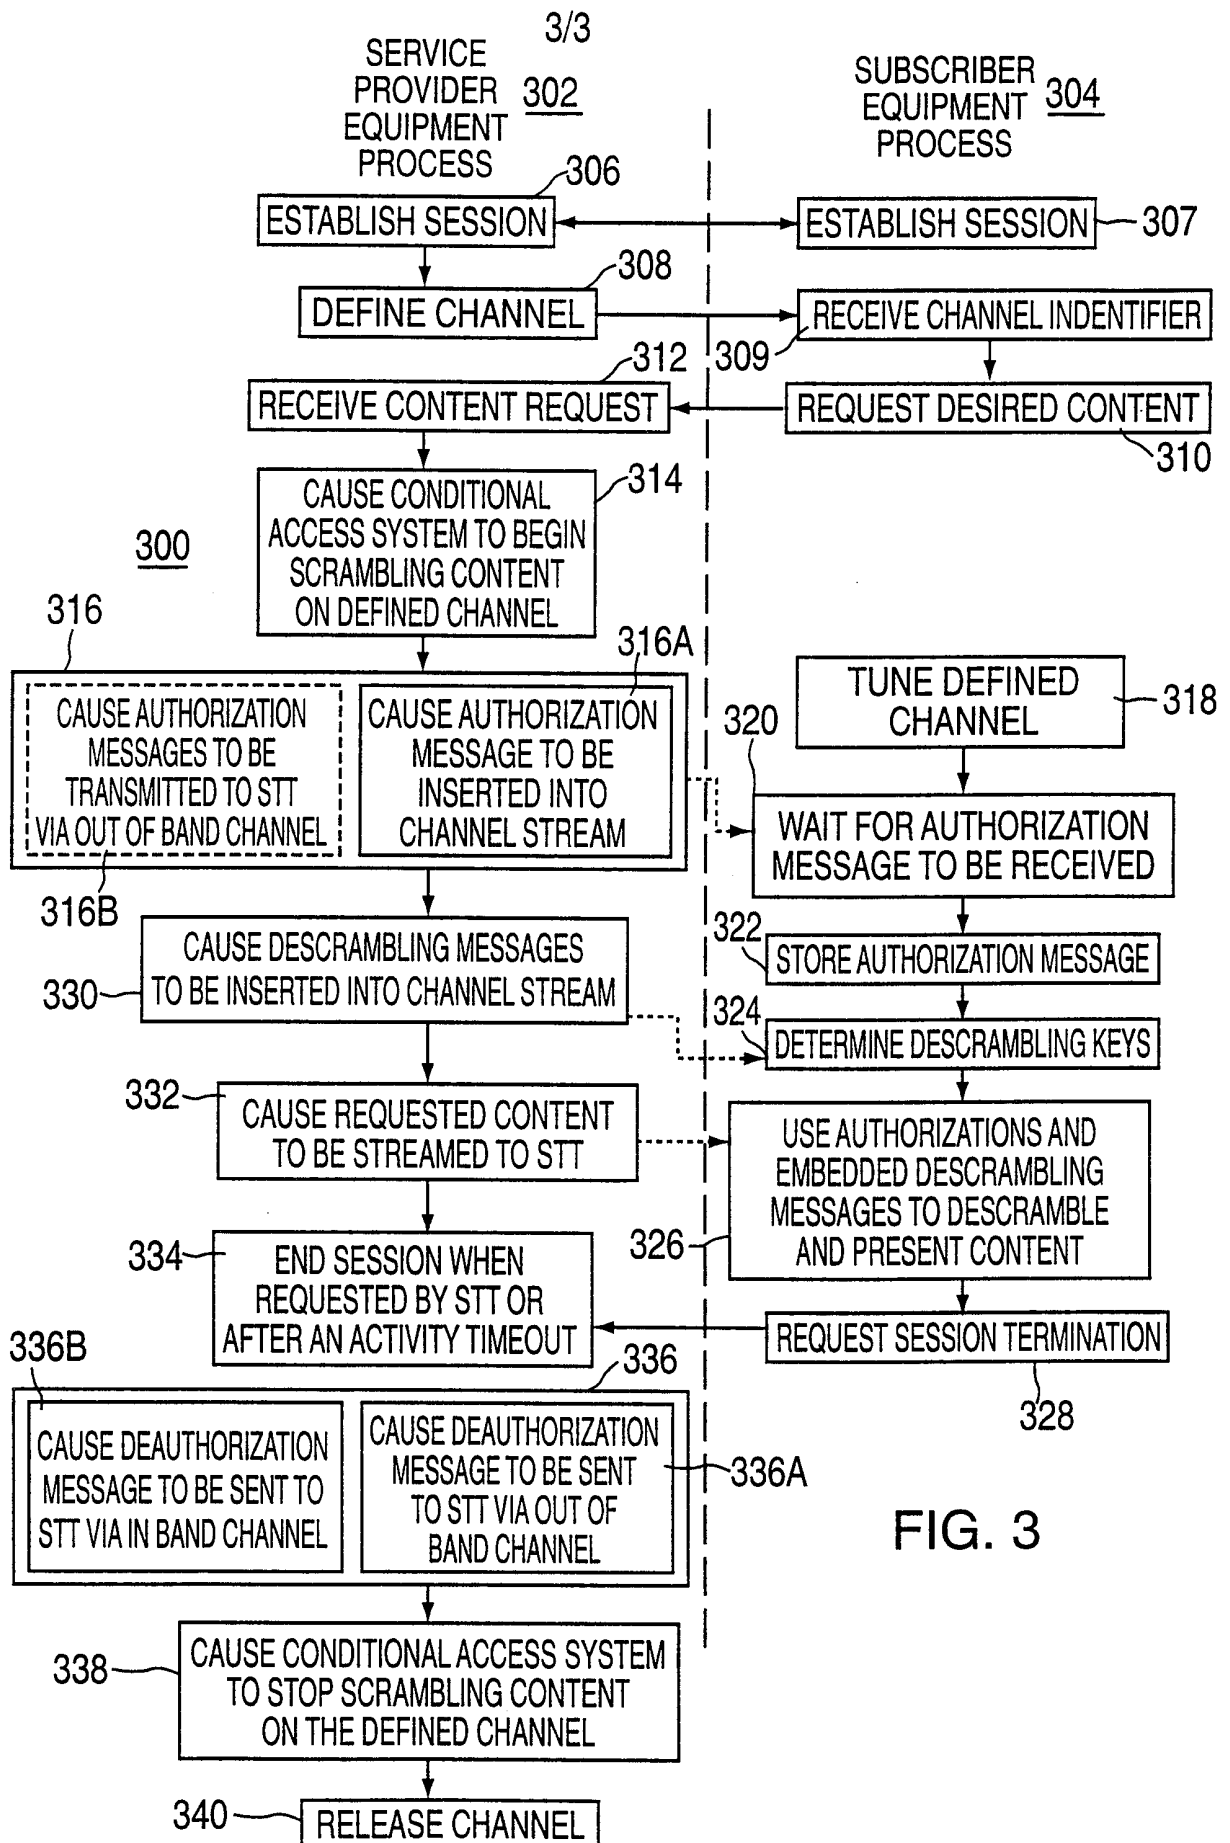 3/3
SERVICE
PROVIDER
EQUIPMENT
PROCESS
302
SUBSCRIBER
EQUIPMENT
PROCESS
304
306
ESTABLISH SESSION
ESTABLISH SESSION
307
308
DEFINE CHANNEL
RECEIVE CHANNEL INDENTIFIER
309
312
RECEIVE CONTENT REQUEST
REQUEST DESIRED CONTENT
310
314
CAUSE CONDITIONAL
ACCESS SYSTEM TO BEGIN
SCRAMBLING CONTENT
ON DEFINED CHANNEL
300
316
316A
CAUSE AUTHORIZATION
MESSAGES TO BE
TRANSMITTED TO STT
VIA OUT OF BAND CHANNEL
316B
CAUSE AUTHORIZATION
MESSAGE TO BE
INSERTED INTO
CHANNEL STREAM
TUNE DEFINED
CHANNEL
318
320
WAIT FOR AUTHORIZATION
MESSAGE TO BE RECEIVED
322
STORE AUTHORIZATION MESSAGE
CAUSE DESCRAMBLING MESSAGES
TO BE INSERTED INTO CHANNEL STREAM
330
324
DETERMINE DESCRAMBLING KEYS
332
CAUSE REQUESTED CONTENT
TO BE STREAMED TO STT
USE AUTHORIZATIONS AND
EMBEDDED DESCRAMBLING
MESSAGES TO DESCRAMBLE
AND PRESENT CONTENT
326
334
END SESSION WHEN
REQUESTED BY STT OR
AFTER AN ACTIVITY TIMEOUT
REQUEST SESSION TERMINATION
328
336B
336
CAUSE DEAUTHORIZATION
MESSAGE TO BE SENT TO
STT VIA IN BAND CHANNEL
CAUSE DEAUTHORIZATION
MESSAGE TO BE SENT
TO STT VIA OUT OF
BAND CHANNEL
336A
FIG. 3
338
CAUSE CONDITIONAL ACCESS SYSTEM
TO STOP SCRAMBLING CONTENT
ON THE DEFINED CHANNEL
340
RELEASE CHANNEL